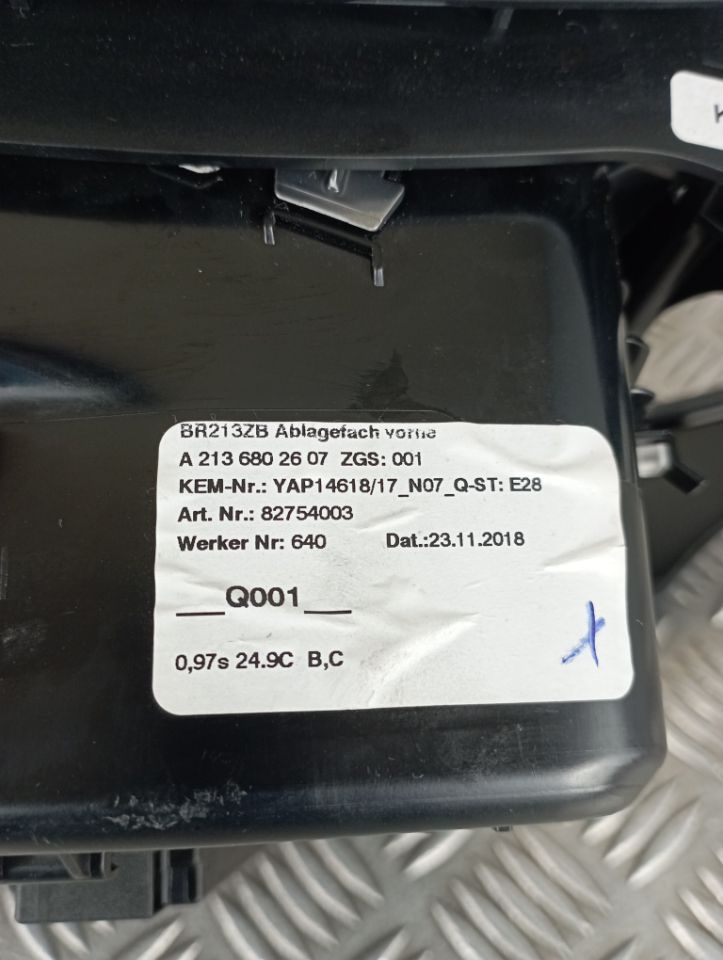 BR213ZB Ablagefach vorne
A 213 680 26 07 ZGS: 001
KEM-Nr.: YAP14618/17_N07_Q-ST: E28
Art. Nr.: 82754003
Werker Nr: 640 Dat.:23.11.2018
__Q001__
0,97s 24.9C B,C